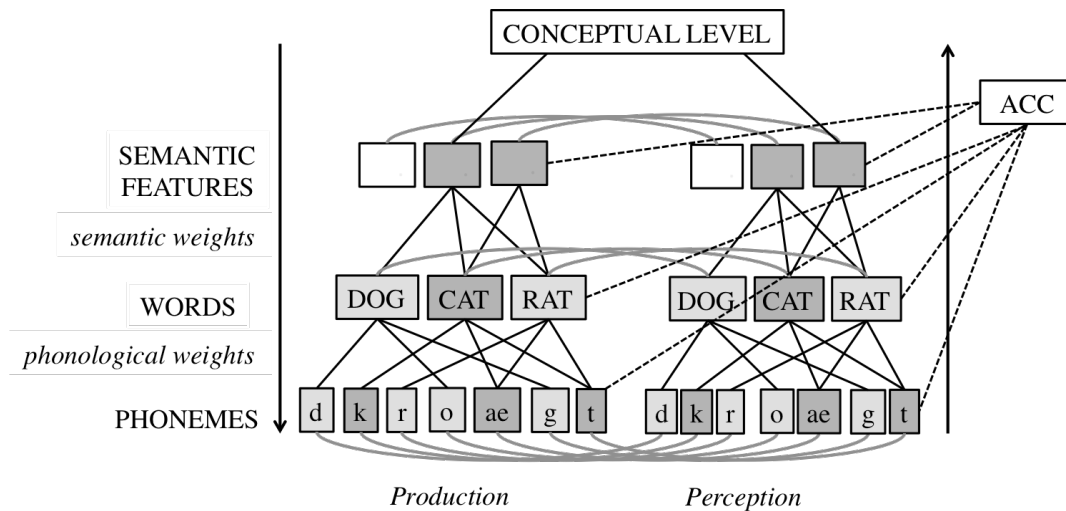 CONCEPTUAL LEVEL
ACC
SEMANTIC
FEATURES
semantic weights
DOG CAT RAT DOG CAT RAT
WORDS
phonological weights
PHONEMES d k r o ae g t d k r o ae g t
Production Perception